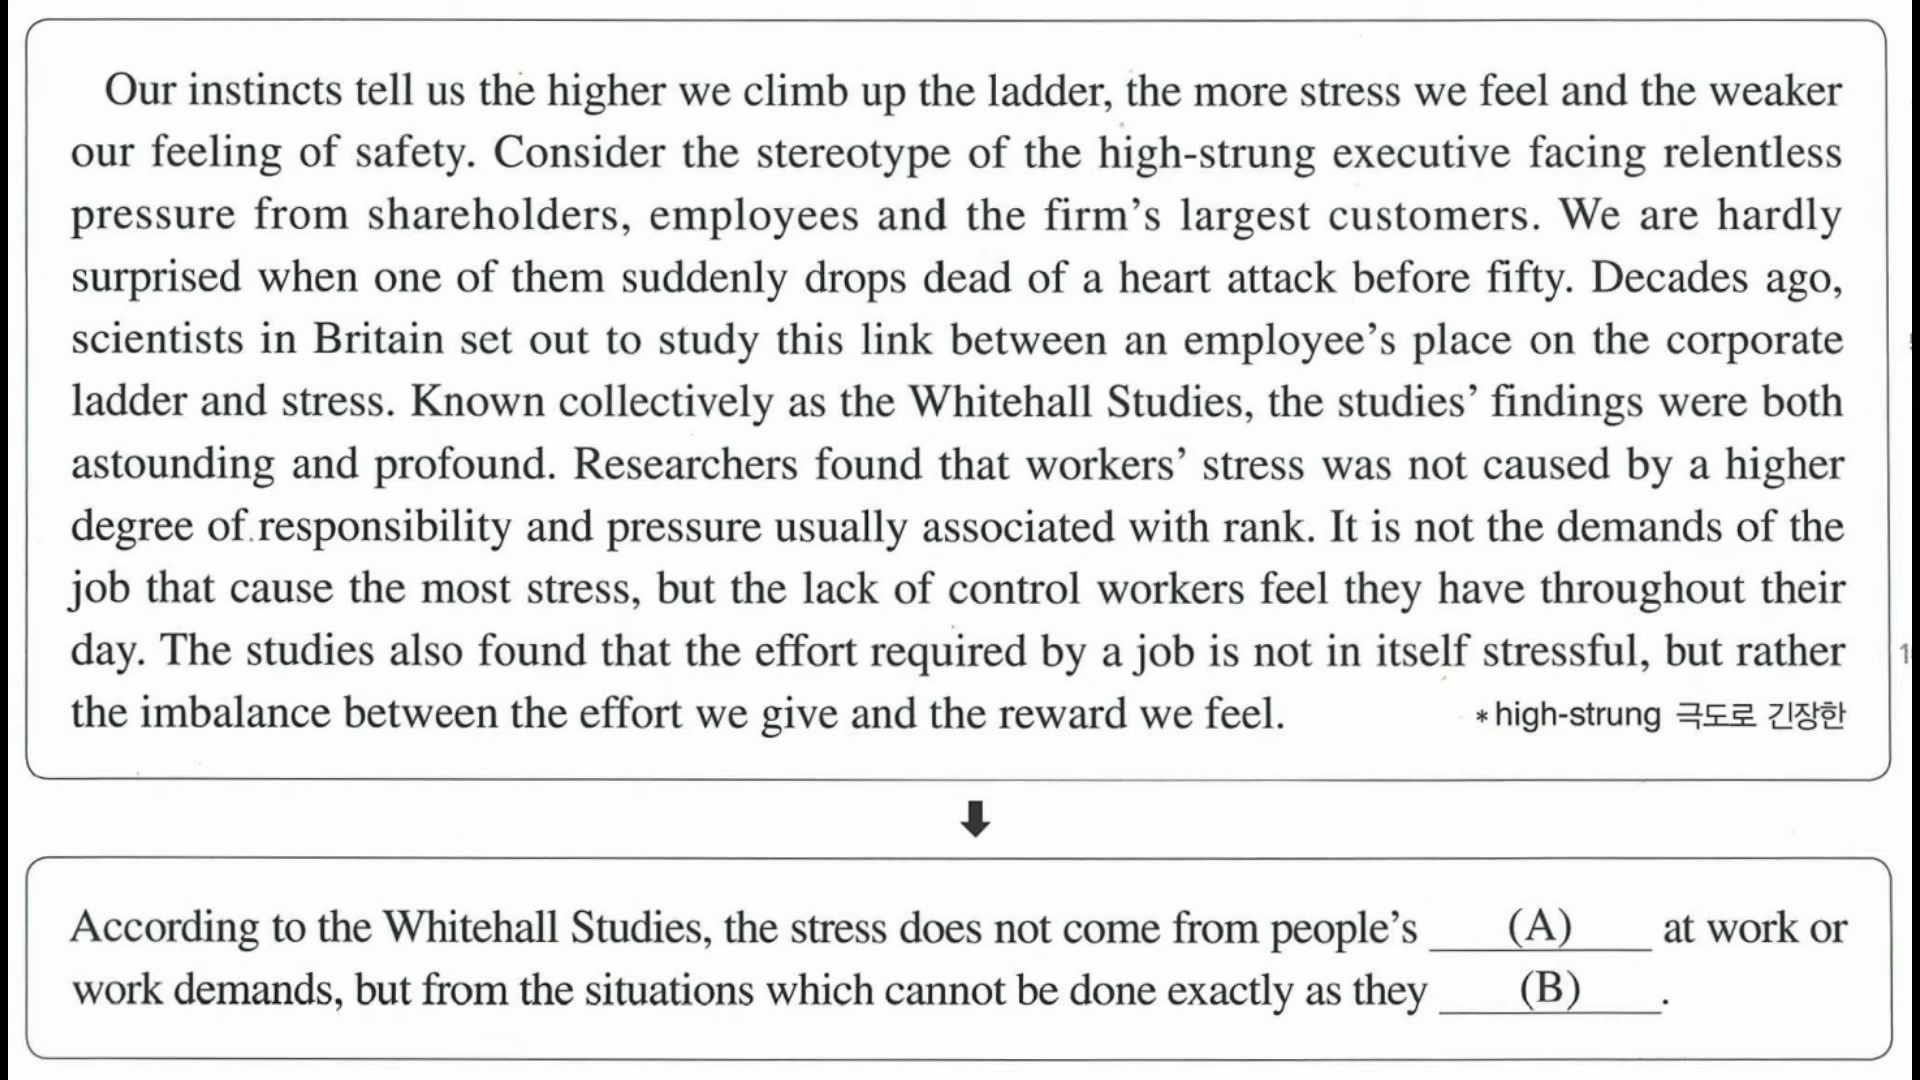 Our instincts tell us the higher we climb up the ladder, the more stress we feel and the weaker
our feeling of safety. Consider the stereotype of the high-strung executive facing relentless
pressure from shareholders, employees and the firm's largest customers. We are hardly
surprised when one of them suddenly drops dead of a heart attack before fifty. Decades ago,
scientists in Britain set out to study this link between an employee's place on the corporate
ladder and stress. Known collectively as the Whitehall Studies, the studies' findings were both
astounding and profound. Researchers found that workers' stress was not caused by a higher
degree of responsibility and pressure usually associated with rank. It is not the demands of the
job that cause the most stress, but the lack of control workers feel they have throughout their
day. The studies also found that the effort required by a job is not in itself stressful, but rather
the imbalance between the effort we give and the reward we feel. *high-strung 극도로 긴장한
According to the Whitehall Studies, the stress does not come from people's (A) at work or
work demands, but from the situations which cannot be done exactly as they (B).